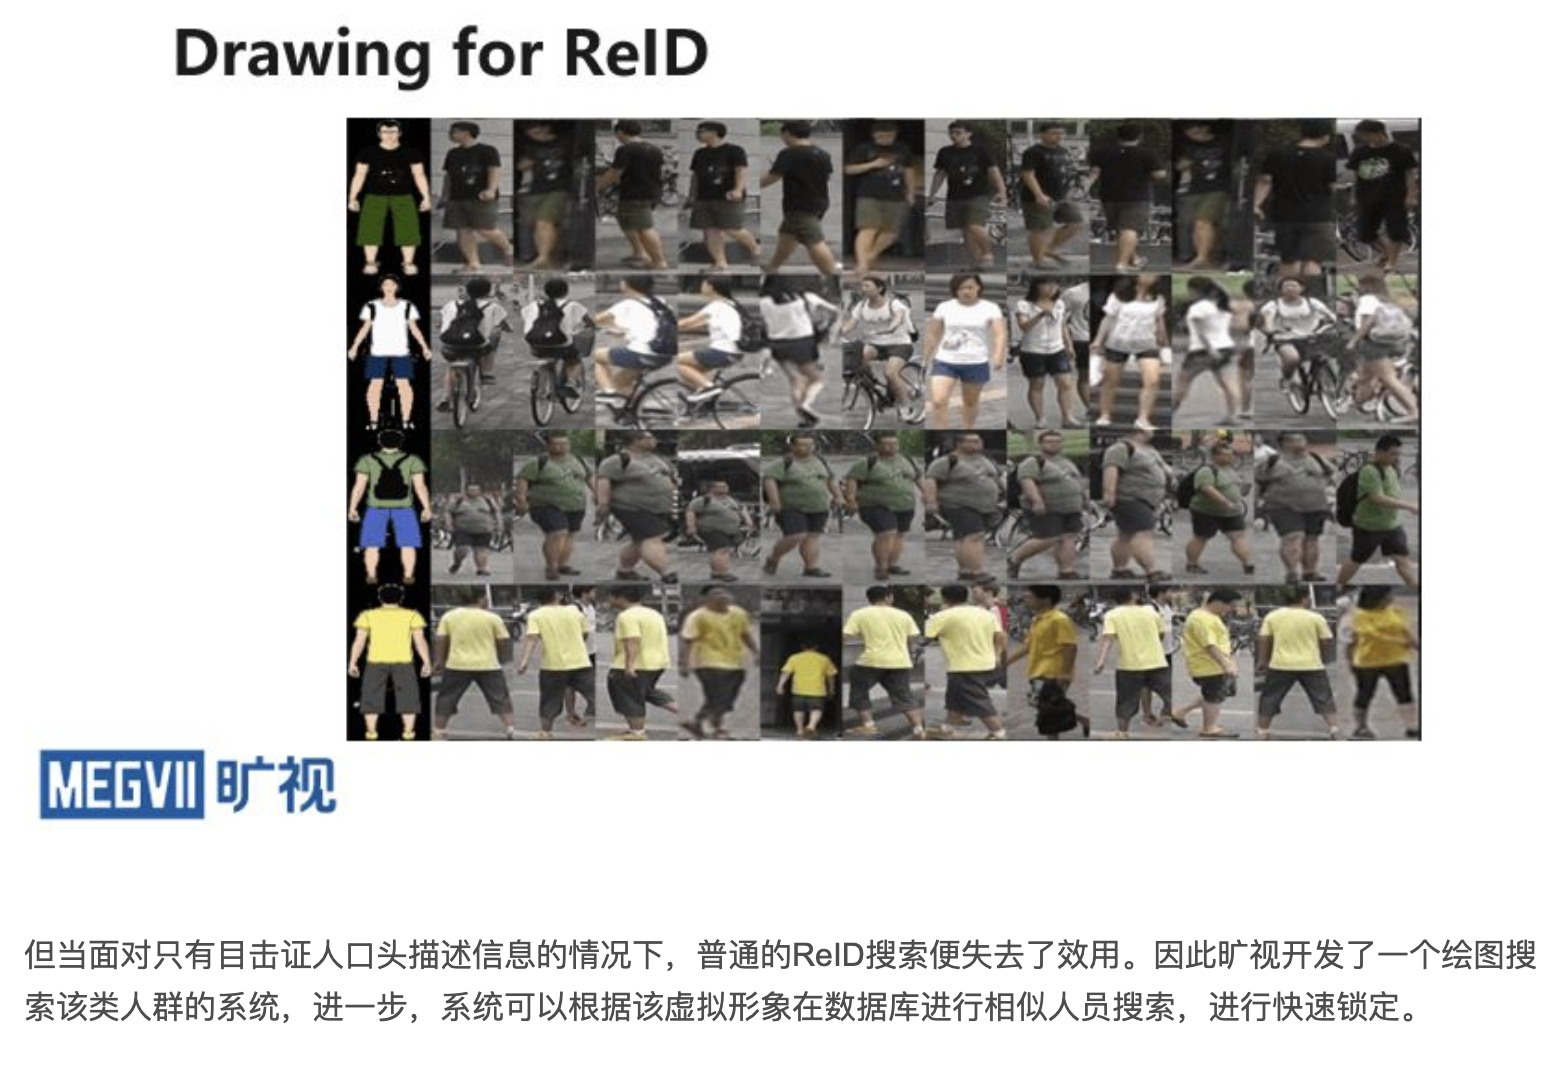 Drawing for ReID
MEGVII 旷视
但当面对只有目击证人口头描述信息的情况下，普通的ReID搜索便失去了效用。因此旷视开发了一个绘图搜
索该类人群的系统，进一步，系统可以根据该虚拟形象在数据库进行相似人员搜索，进行快速锁定。